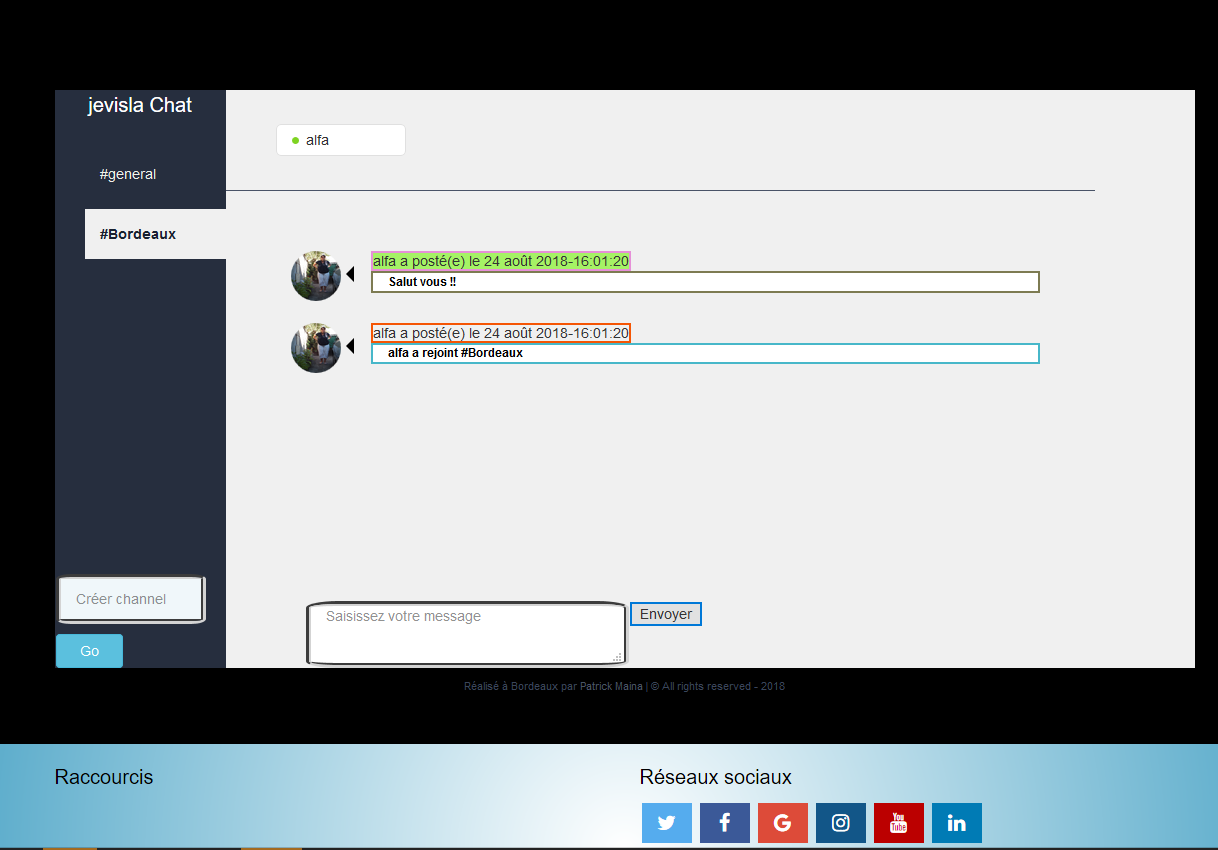 jevisla Chat
#general
#Bordeaux
Créer channel
Go
alfa
alfa a posté(e) le 24 août 2018-16:01:20
Salut vous !!
alfa a posté(e) le 24 août 2018-16:01:20
alfa a rejoint #Bordeaux
Saisissez votre message
Envoyer
Réalisé à Bordeaux par Patrick Maina | © All rights reserved - 2018
Raccourcis
Réseaux sociaux
You Tube